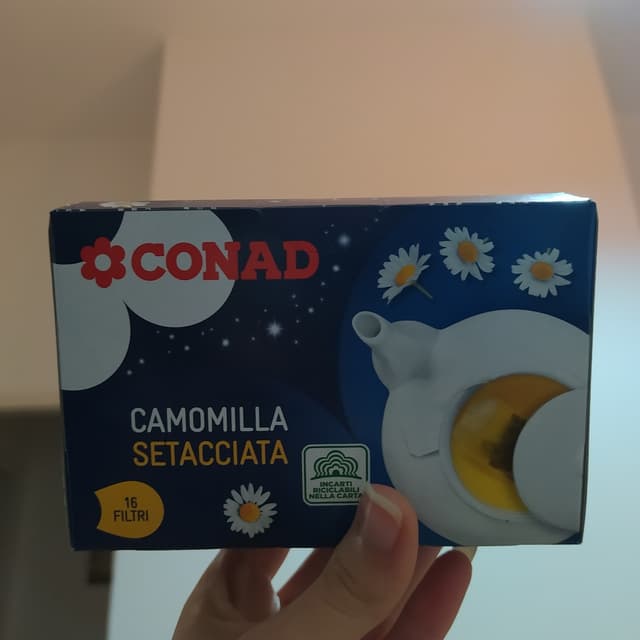 CONAD
CAMOMILLA
SETACCIATA
16
FILTRI
INCARTI
RICICLABILI
NELLA CARTA